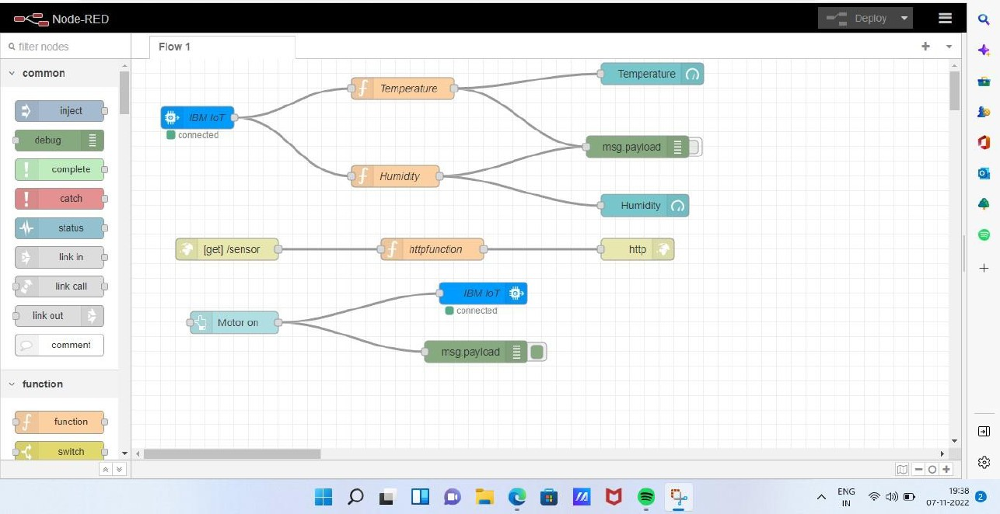 Node-RED
Deploy
filter nodes
Flow 1
common
inject
debug
complete
catch
status
link in
link call
link out
comment
function
function
switch
IBM IoT
connected
Temperature
Humidity
Temperature
msg.payload
Humidity
[get] /sensor
httpfunction
http
Motor on
IBM IoT
connected
msg.payload
ENG
IN
19:38
07-11-2022
2